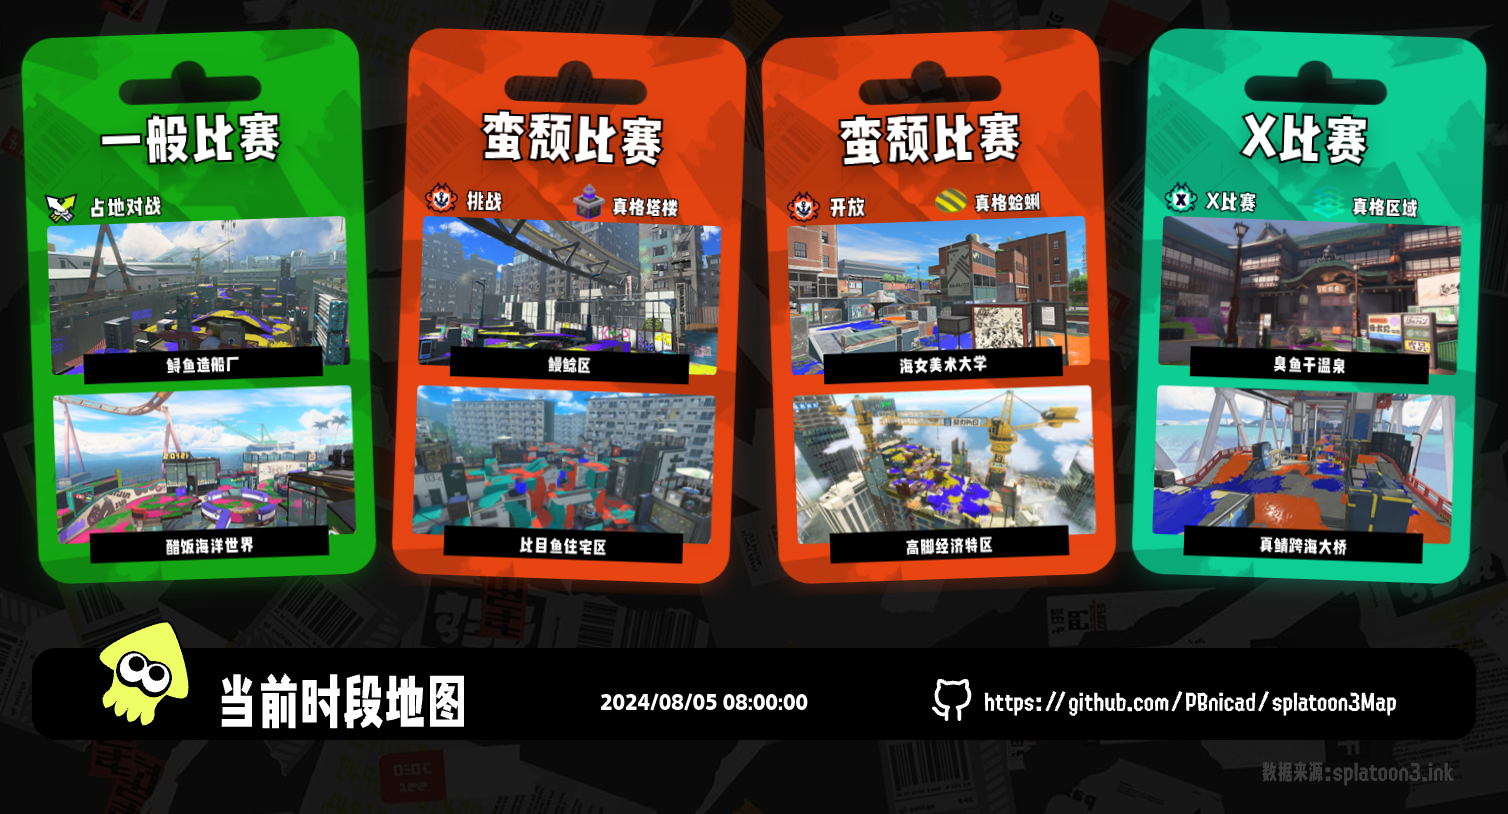 一般比赛
占地对战
鲟鱼造船厂
醋饭海洋世界
蛮颓比赛
挑战
真格塔楼
鳗鲶区
比目鱼住宅区
蛮颓比赛
开放
真格蛤蜊
海女美术大学
高脚经济特区
X比赛
X比赛
真格区域
臭鱼干温泉
真鲭跨海大桥
当前时段地图
2024/08/05 08:00:00
https://github.com/PBnicad/splatoon3Map
数据来源:splatoon3.ink